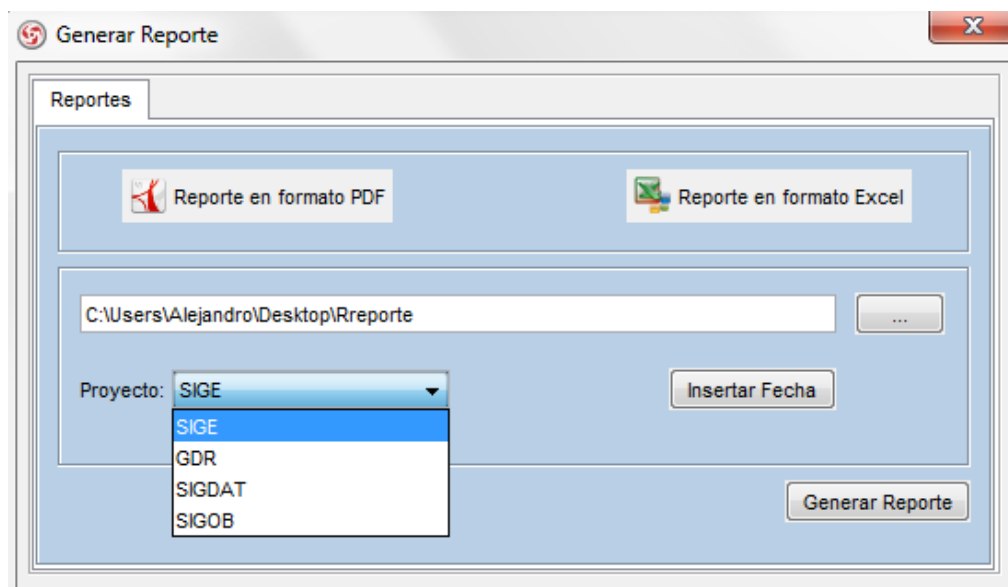 Generar Reporte
Reportes
Reporte en formato PDF
Reporte en formato Excel
C:\Users\Alejandro\Desktop\Rreporte
...
Proyecto: SIGE
Insertar Fecha
SIGE
GDR
SIGDAT
SIGOB
Generar Reporte